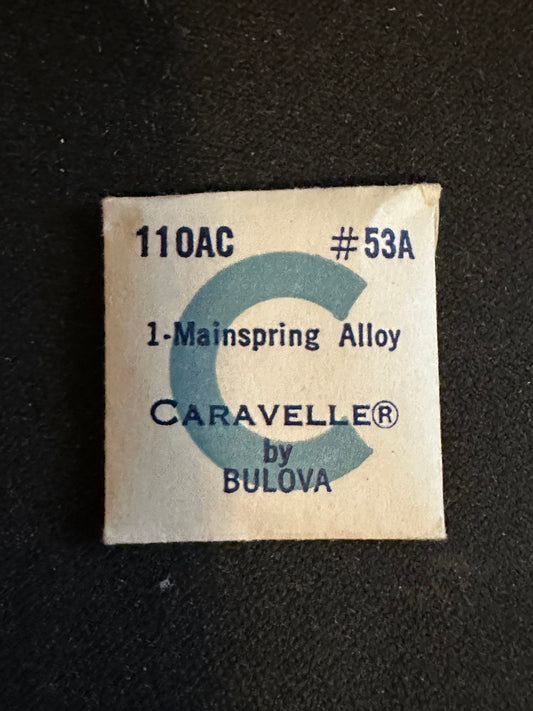 110AC #53A
1-Mainspring Alloy
CARAVELLE®
by
BULOVA